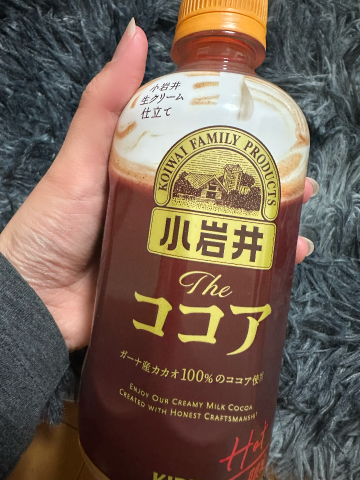 小岩井
生クリーム
仕立て
KOIWAI FAMILY PRODUCTS
小岩井
The
ココア
ガーナ産カカオ100%のココア使用
ENJOY OUR CREAMY MILK COCOA
CREATED WITH HONEST CRAFTSMANSHIP
Hot